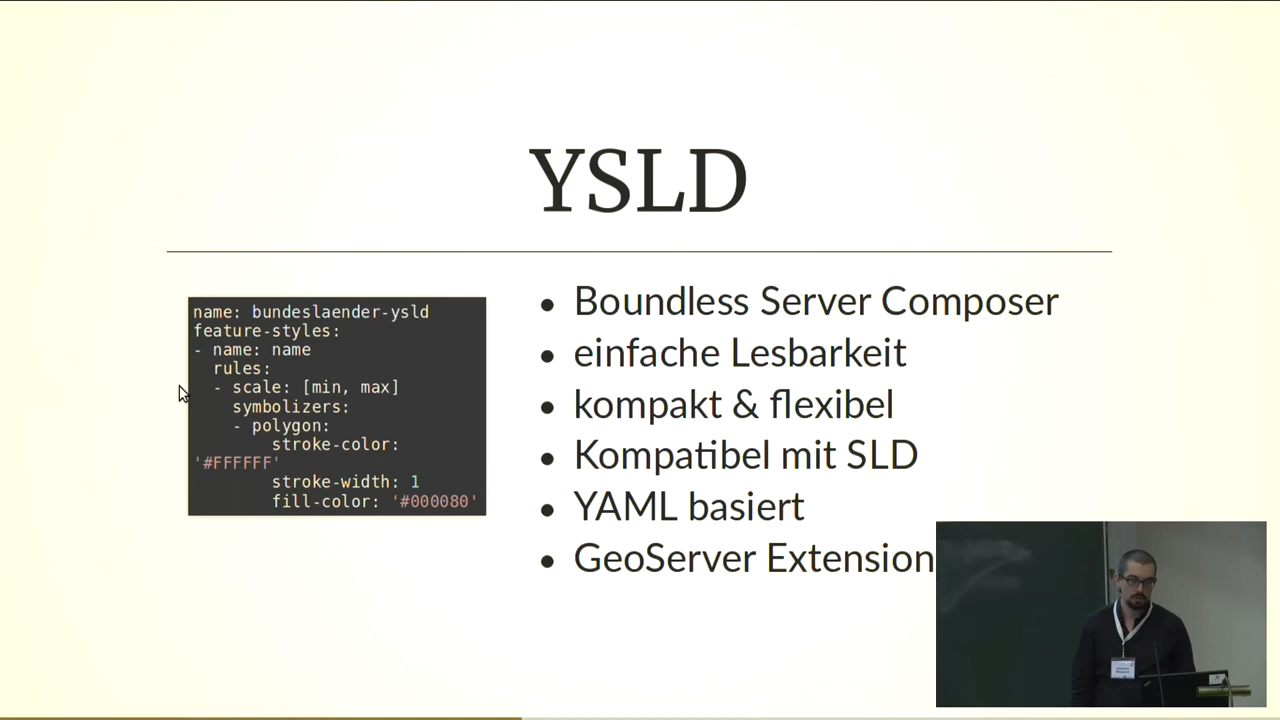 YSLD
name: bundeslaender-ysld
feature-styles:
- name: name
  rules:
  - scale: [min, max]
    symbolizers:
    - polygon:
        stroke-color:
'#FFFFFF'
        stroke-width: 1
        fill-color: '#000080'
• Boundless Server Composer
• einfache Lesbarkeit
• kompakt & flexibel
• Kompatibel mit SLD
• YAML basiert
• GeoServer Extension